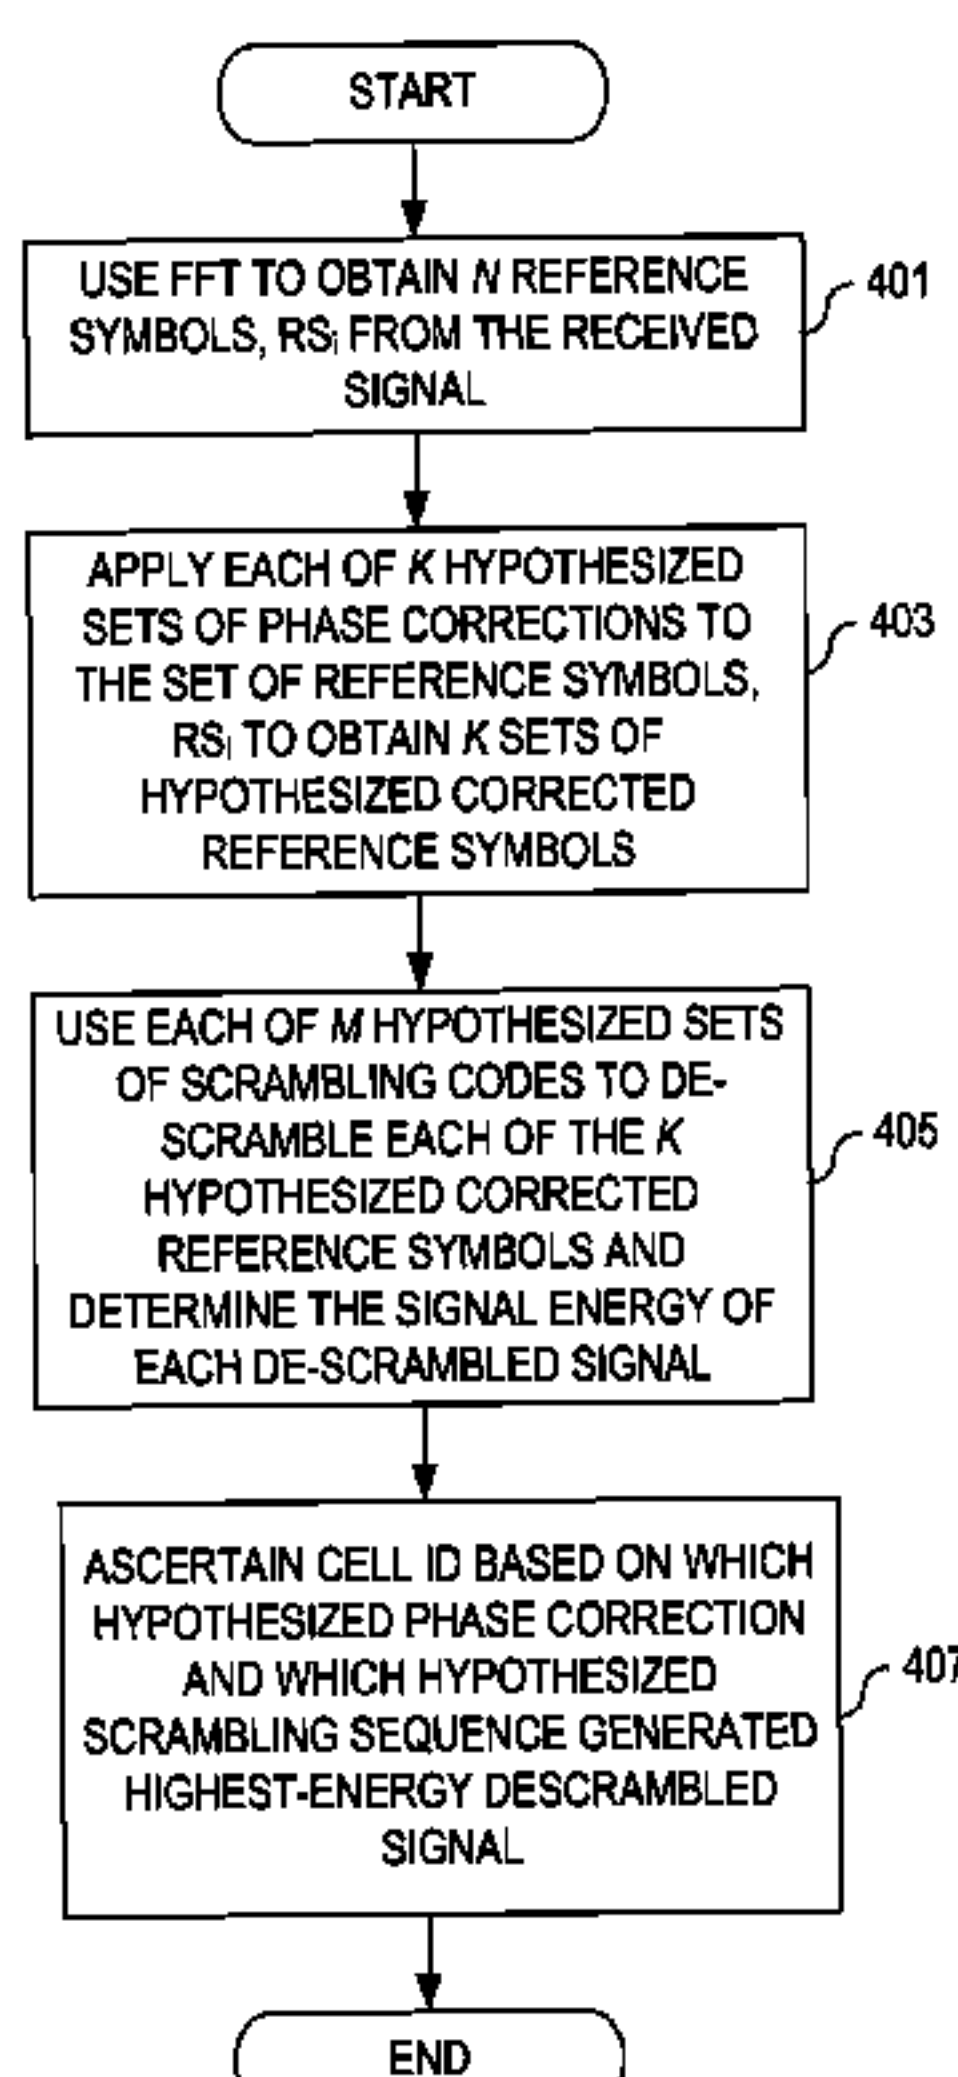 START
USE FFT TO OBTAIN N REFERENCE
SYMBOLS, RSi FROM THE RECEIVED
SIGNAL
401
APPLY EACH OF K HYPOTHESIZED
SETS OF PHASE CORRECTIONS TO
THE SET OF REFERENCE SYMBOLS,
RSi TO OBTAIN K SETS OF
HYPOTHESIZED CORRECTED
REFERENCE SYMBOLS
403
USE EACH OF M HYPOTHESIZED SETS
OF SCRAMBLING CODES TO DE-
SCRAMBLE EACH OF THE K
HYPOTHESIZED CORRECTED
REFERENCE SYMBOLS AND
DETERMINE THE SIGNAL ENERGY OF
EACH DE-SCRAMBLED SIGNAL
405
ASCERTAIN CELL ID BASED ON WHICH
HYPOTHESIZED PHASE CORRECTION
AND WHICH HYPOTHESIZED
SCRAMBLING SEQUENCE GENERATED
HIGHEST-ENERGY DESCRAMBLED
SIGNAL
407
END